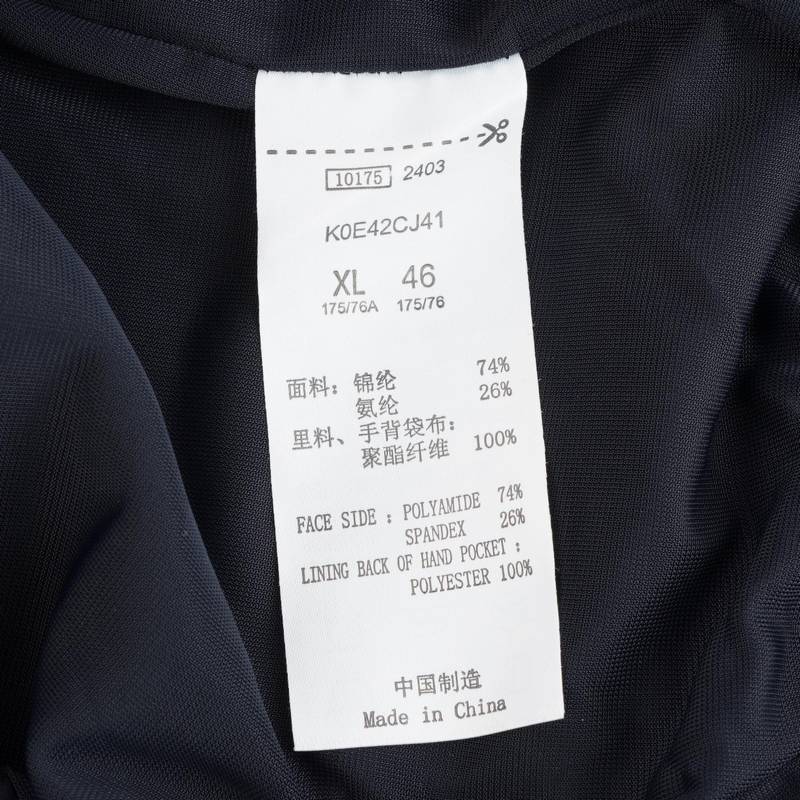 10175 2403
K0E42CJ41
XL 46
175/76A 175/76
面料：锦纶 74%
氨纶 26%
里料、手背袋布：
聚酯纤维 100%
FACE SIDE : POLYAMIDE 74%
SPANDEX 26%
LINING BACK OF HAND POCKET :
POLYESTER 100%
中国制造
Made in China